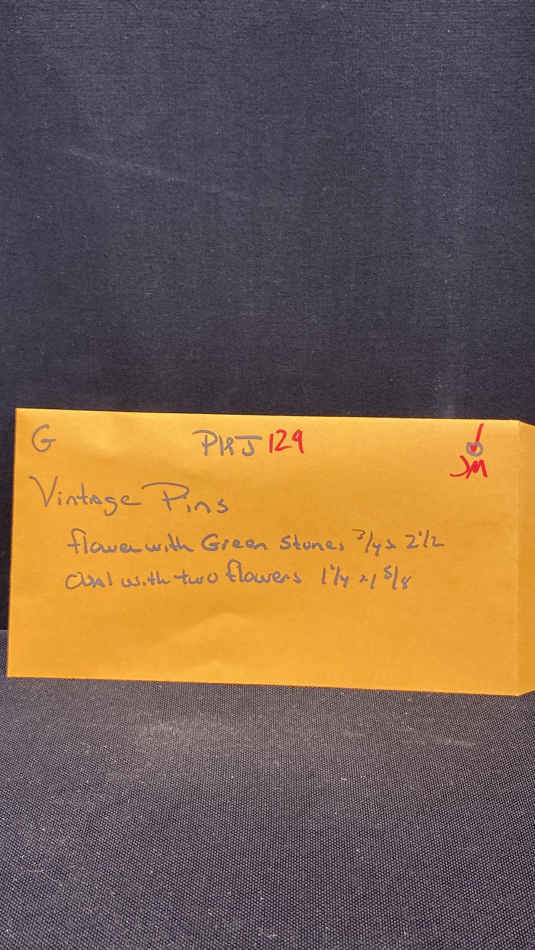 G PKJ 129
JM
Vintage Pins
flower with Green Stones 3/4 x 2 1/2
Oval with two flowers 1 1/4 x 1 5/8